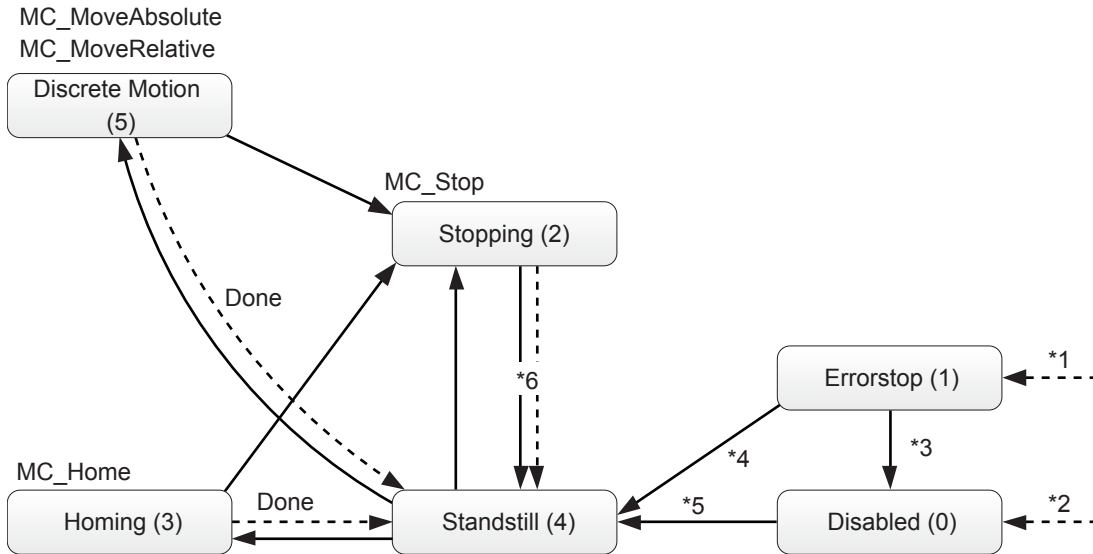 MC_MoveAbsolute
MC_MoveRelative
Discrete Motion
(5)
MC_Stop
Stopping (2)
Done
*6
Errorstop (1)
*1
*4
*3
MC_Home
Homing (3)
Done
Standstill (4)
*5
Disabled (0)
*2